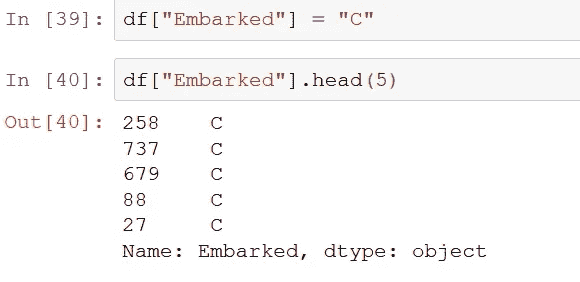 In [39]: df["Embarked"] = "C"
In [40]: df["Embarked"].head(5)
Out[40]: 258    C
737    C
679    C
88     C
27     C
Name: Embarked, dtype: object